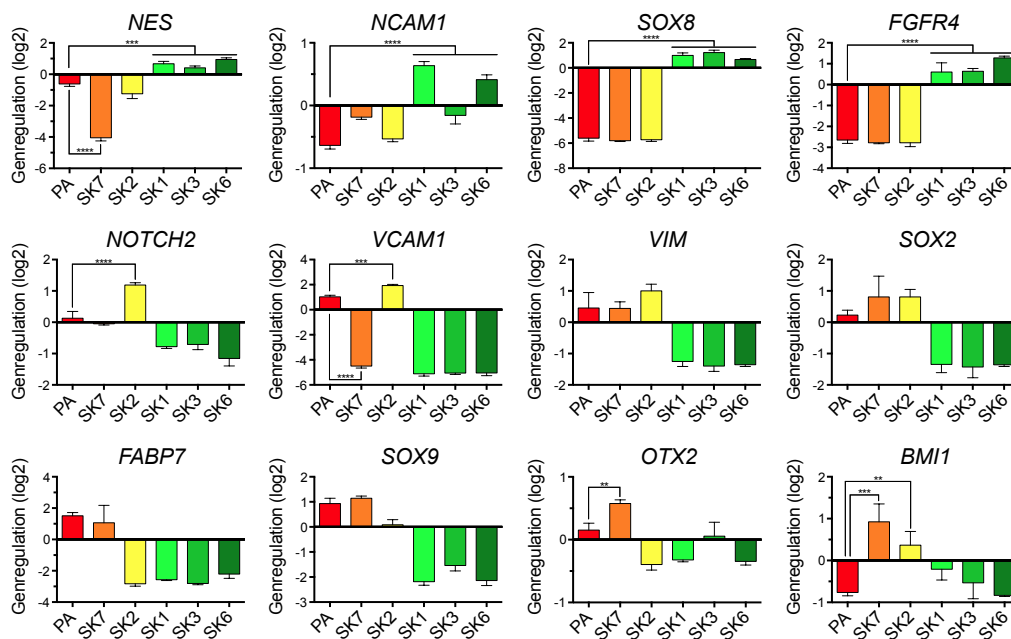 NES
Genregulation (log2)
2
0
-2
-4
-6
***
****
PA SK7 SK2 SK1 SK3 SK6
NCAM1
Genregulation (log2)
1
0
-1
****
PA SK7 SK2 SK1 SK3 SK6
SOX8
Genregulation (log2)
2
0
-2
-4
-6
-8
****
PA SK7 SK2 SK1 SK3 SK6
FGFR4
Genregulation (log2)
2
1
0
-1
-2
-3
-4
****
PA SK7 SK2 SK1 SK3 SK6
NOTCH2
Genregulation (log2)
2
1
0
-1
-2
****
PA SK7 SK2 SK1 SK3 SK6
VCAM1
Genregulation (log2)
4
2
0
-2
-4
-6
***
****
PA SK7 SK2 SK1 SK3 SK6
VIM
Genregulation (log2)
2
1
0
-1
-2
PA SK7 SK2 SK1 SK3 SK6
SOX2
Genregulation (log2)
2
1
0
-1
-2
PA SK7 SK2 SK1 SK3 SK6
FABP7
Genregulation (log2)
4
2
0
-2
-4
PA SK7 SK2 SK1 SK3 SK6
SOX9
Genregulation (log2)
2
1
0
-1
-2
-3
PA SK7 SK2 SK1 SK3 SK6
OTX2
Genregulation (log2)
1
0
-1
**
PA SK7 SK2 SK1 SK3 SK6
BMI1
Genregulation (log2)
2
1
0
-1
**
***
PA SK7 SK2 SK1 SK3 SK6